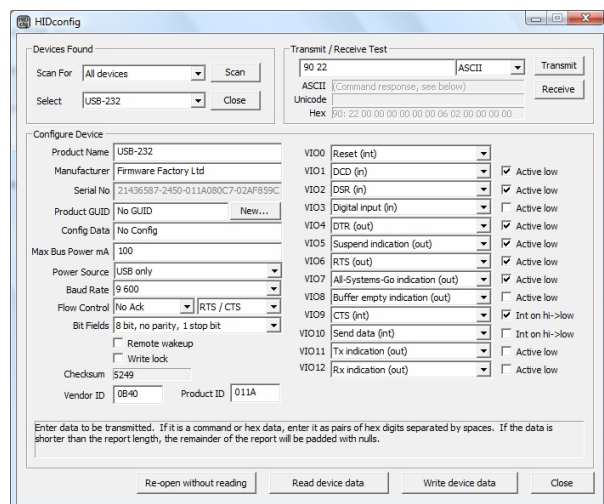 HIDconfig
Devices Found
Scan For All devices Scan
Select USB-232 Close
Transmit / Receive Test
90 22 ASCII Transmit
ASCII (Command response, see below) Receive
Unicode
Hex 90: 22 00 00 00 00 00 00 06 02 00 00 00 00
Configure Device
Product Name USB-232
Manufacturer Firmware Factory Ltd
Serial No 21436587-2450-011A080C7-02AF859C
Product GUID No GUID New...
Config Data No Config
Max Bus Power mA 100
Power Source USB only
Baud Rate 9 600
Flow Control No Ack RTS / CTS
Bit Fields 8 bit, no parity, 1 stop bit
Remote wakeup
Write lock
Checksum 5249
Vendor ID 0B40 Product ID 011A
VIO0 Reset (int)
VIO1 DCD (in) Active low
VIO2 DSR (in) Active low
VIO3 Digital input (in) Active low
VIO4 DTR (out) Active low
VIO5 Suspend indication (out) Active low
VIO6 RTS (out) Active low
VIO7 All-Systems-Go indication (out) Active low
VIO8 Buffer empty indication (out) Active low
VIO9 CTS (int) Int on hi->low
VIO10 Send data (int) Int on hi->low
VIO11 Tx indication (out) Active low
VIO12 Rx indication (out) Active low
Enter data to be transmitted. If it is a command or hex data, enter it as pairs of hex digits separated by spaces. If the data is
shorter than the report length, the remainder of the report will be padded with nulls.
Re-open without reading Read device data Write device data Close